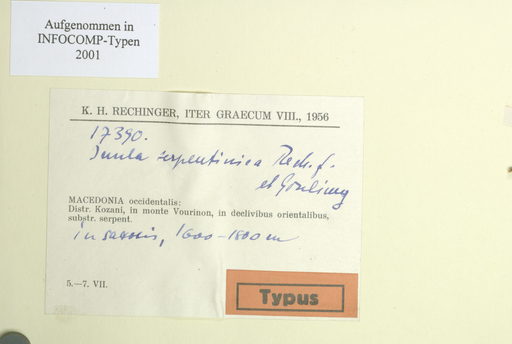 Aufgenommen in
INFOCOMP-Typen
2001
K. H. RECHINGER, ITER GRAECUM VIII., 1956
17390.
Inula serpentinica Rech. f.
et Goulimy
MACEDONIA occidentalis:
Distr. Kozani, in monte Vourinon, in declivibus orientalibus,
substr. serpent.
in saxosis, 1600-1800 m
5.—7. VII.
Typus